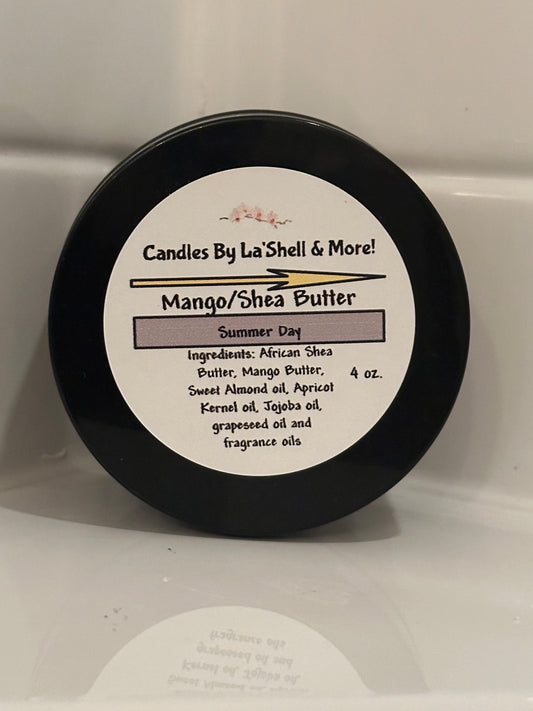 Candles By La'Shell & More!
Mango/Shea Butter
Summer Day
Ingredients: African Shea
Butter, Mango Butter,
Sweet Almond oil, Apricot
Kernel oil, Jojoba oil,
grapeseed oil and
fragrance oils
4 oz.